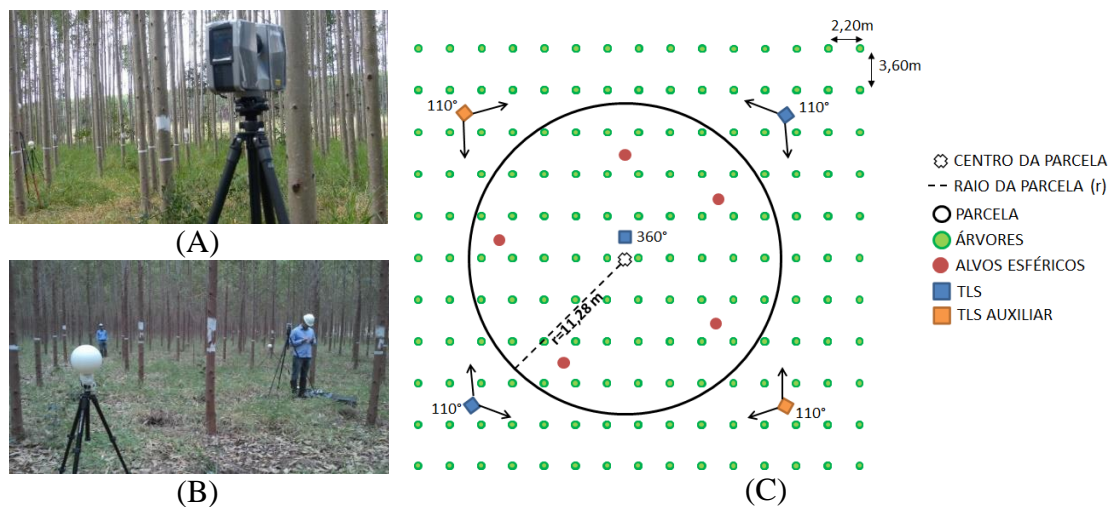 (A)
(B)
2,20m
3,60m
110°
110°
360°
r=11,28 m
110°
110°
(C)
CENTRO DA PARCELA
RAIO DA PARCELA (r)
PARCELA
ÁRVORES
ALVOS ESFÉRICOS
TLS
TLS AUXILIAR